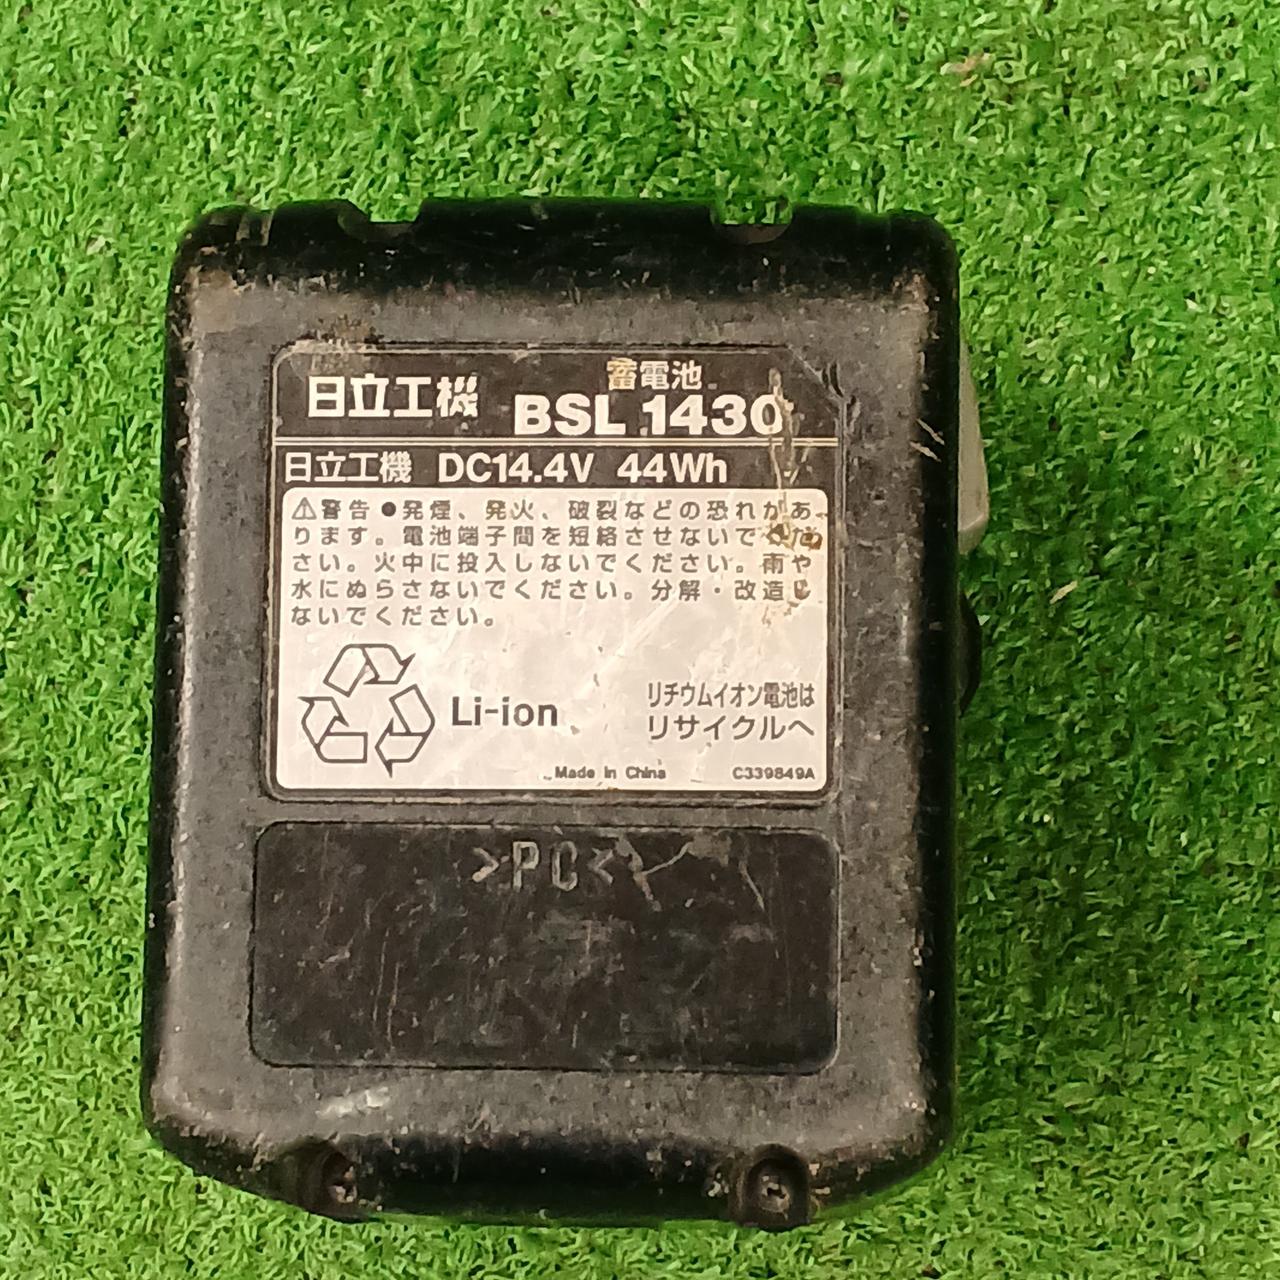 日立工機
蓄電池
BSL 1430
日立工機 DC14.4V 44Wh
⚠警告 ●発煙、発火、破裂などの恐れがあ
ります。電池端子間を短絡させないでくだ
さい。火中に投入しないでください。雨や
水にぬらさないでください。分解・改造し
ないでください。
Li-ion
リチウムイオン電池は
リサイクルへ
Made in China
C339849A
>PC<